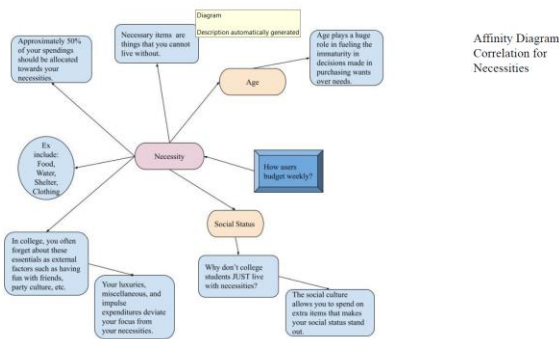 Diagram
Description automatically generated
Affinity Diagram
Correlation for
Necessities
Approximately 50%
of your spendings
should be allocated
towards your
necessities.
Necessary items are
things that you cannot
live without.
Age plays a huge
role in fueling the
immaturity in
decisions made in
purchasing wants
over needs.
Age
Ex
include:
Food,
Water,
Shelter,
Clothing
Necessity
How users
budget weekly?
Social Status
In college, you often
forget about these
essentials as external
factors such as having
fun with friends,
party culture, etc.
Your luxuries,
miscellaneous, and
impulse
expenditures deviate
your focus from
your necessities.
Why don't college
students JUST live
with necessities?
The social culture
allows you to spend on
extra items that makes
your social status stand
out.